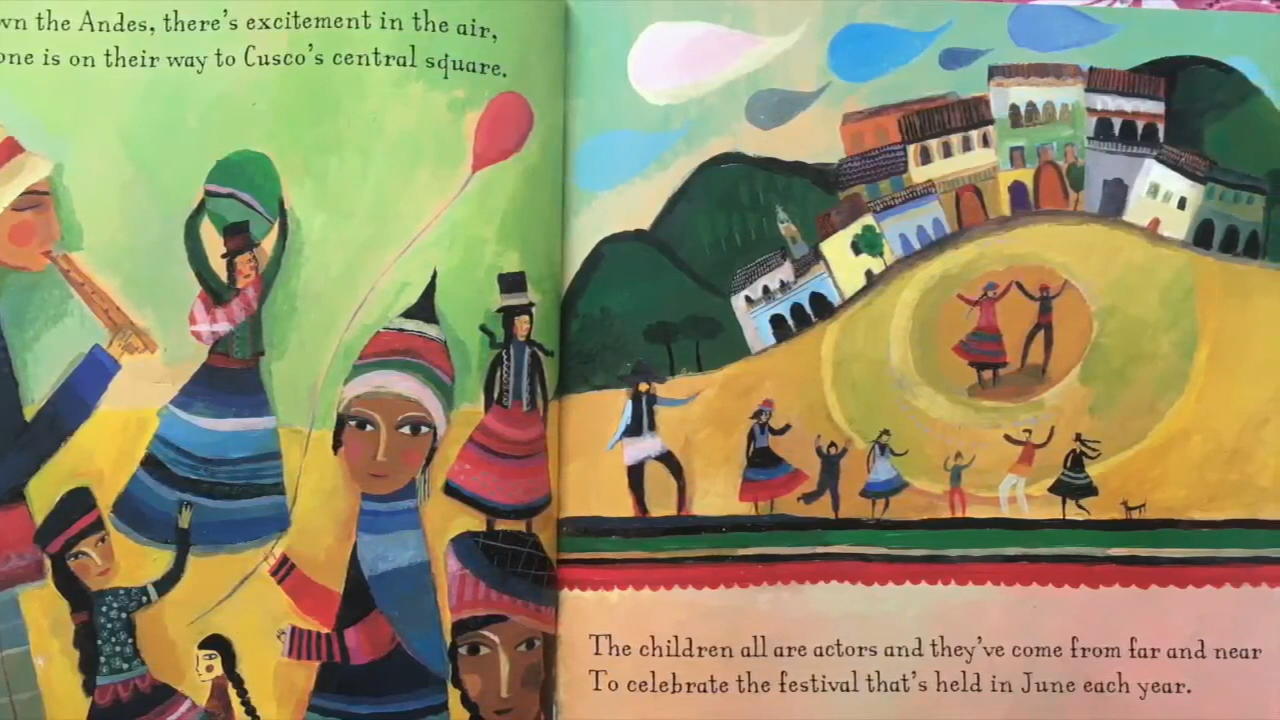 the Andes, there's excitement in the air,
is on their way to Cusco's central square.
The children all are actors and they've come from far and near
To celebrate the festival that's held in June each year.